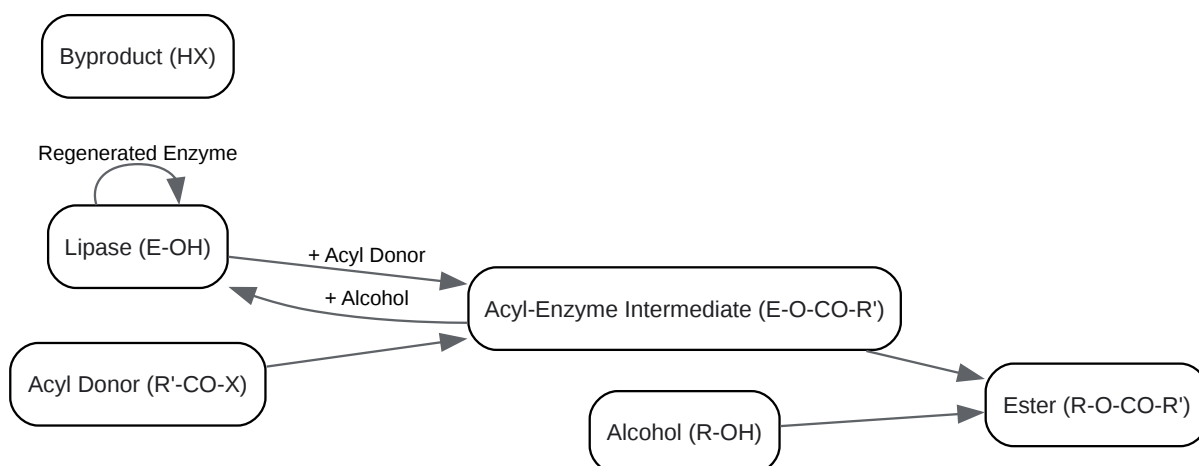 Byproduct (HX)
Regenerated Enzyme
Lipase (E-OH)
+ Acyl Donor
+ Alcohol
Acyl-Enzyme Intermediate (E-O-CO-R')
Acyl Donor (R'-CO-X)
Alcohol (R-OH)
Ester (R-O-CO-R')